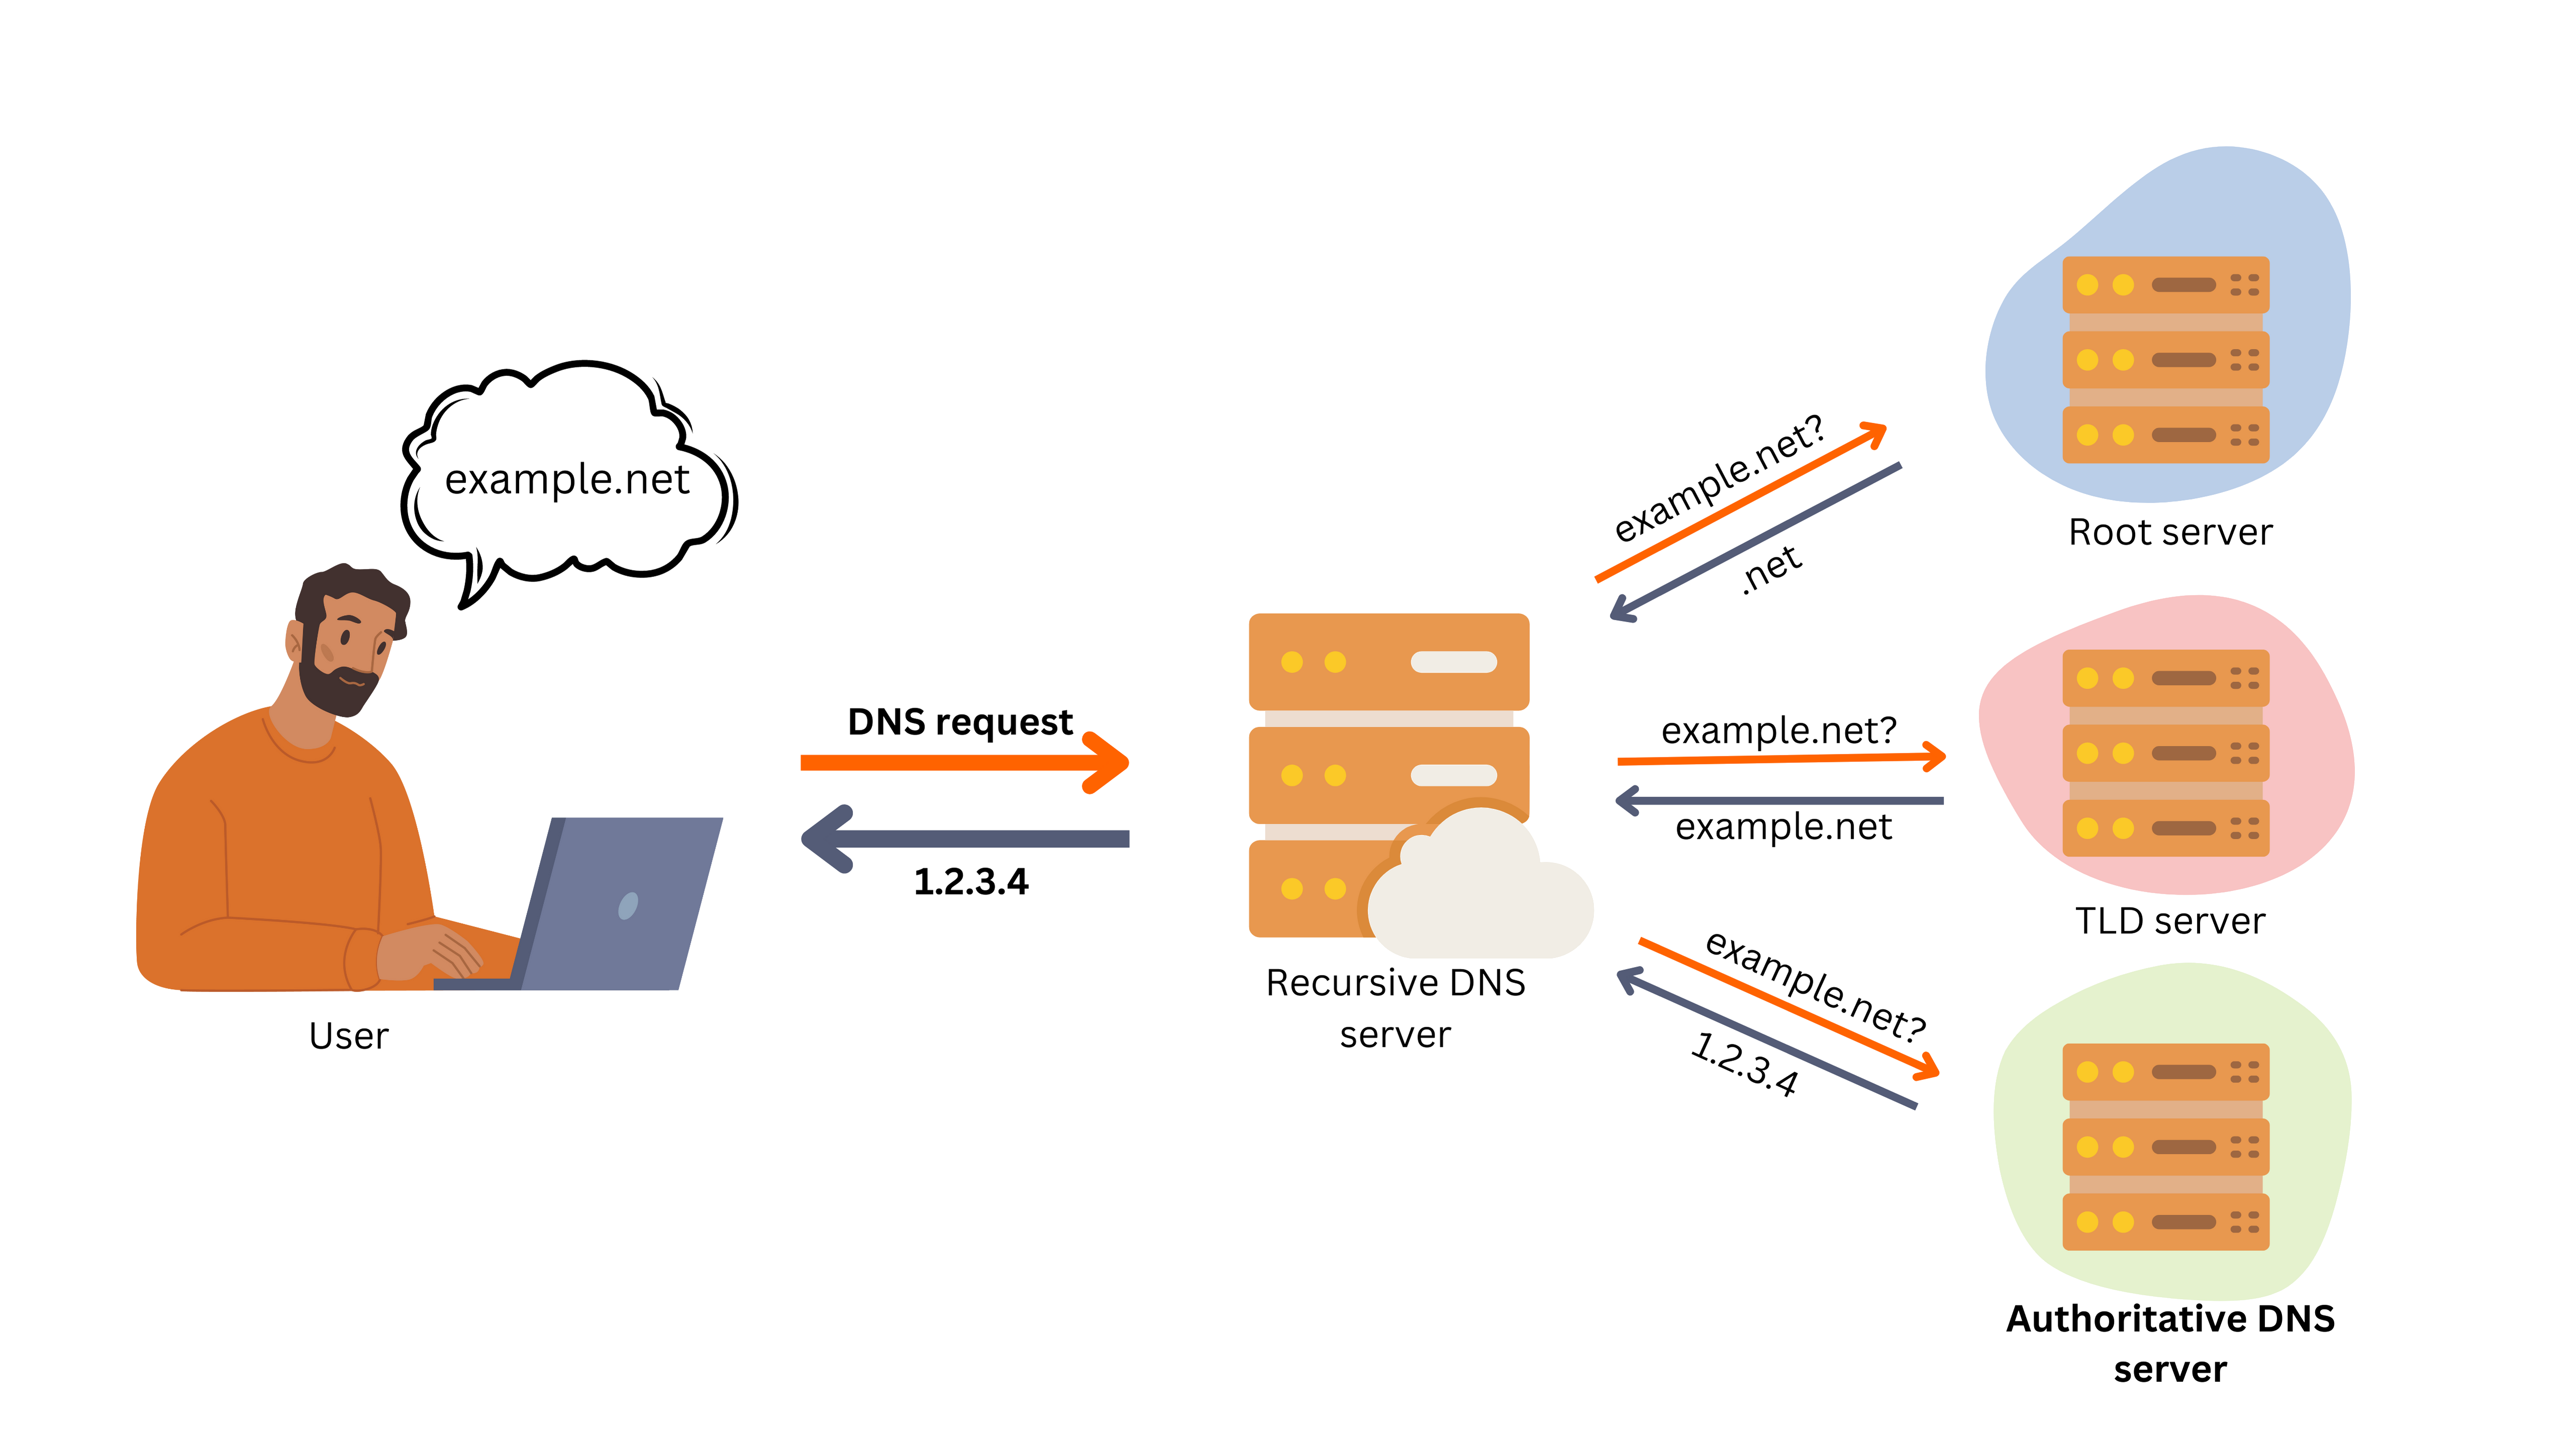 example.net
User
DNS request
1.2.3.4
Recursive DNS
server
example.net?
.net
example.net?
example.net
example.net?
1.2.3.4
Root server
TLD server
Authoritative DNS
server